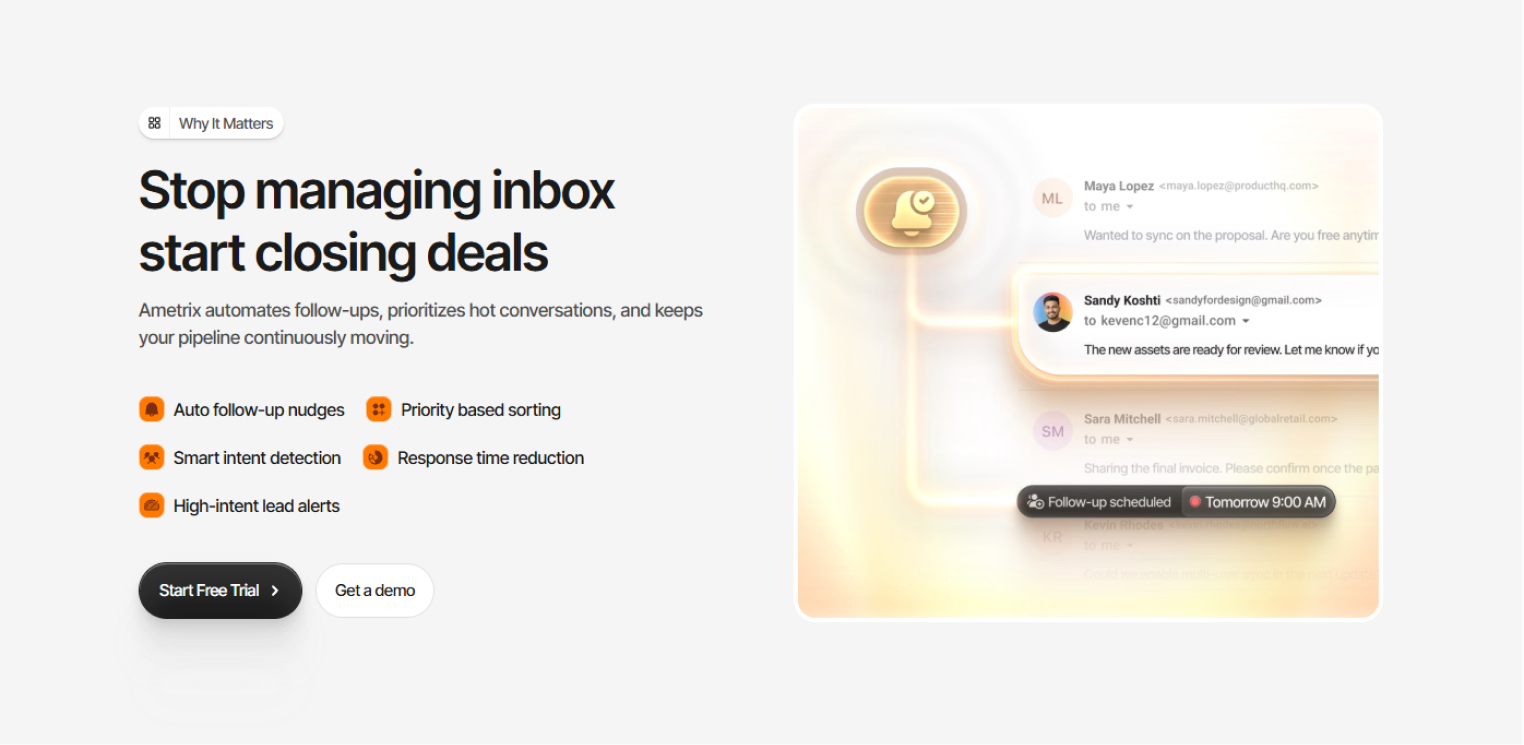 Why It Matters
Stop managing inbox
start closing deals
Ametrix automates follow-ups, prioritizes hot conversations, and keeps
your pipeline continuously moving.
Auto follow-up nudges
Priority based sorting
Smart intent detection
Response time reduction
High-intent lead alerts
Start Free Trial
Get a demo
ML
Maya Lopez <maya.lopez@producthq.com>
to me
Wanted to sync on the proposal. Are you free anytim
Sandy Koshti <sandyfordesign@gmail.com>
to kevenc12@gmail.com
The new assets are ready for review. Let me know if yo
SM
Sara Mitchell <sara.mitchell@globalretail.com>
to me
Sharing the final invoice. Please confirm once the pa
Follow-up scheduled
Tomorrow 9:00 AM
KR
Kevin Rhodes
to me